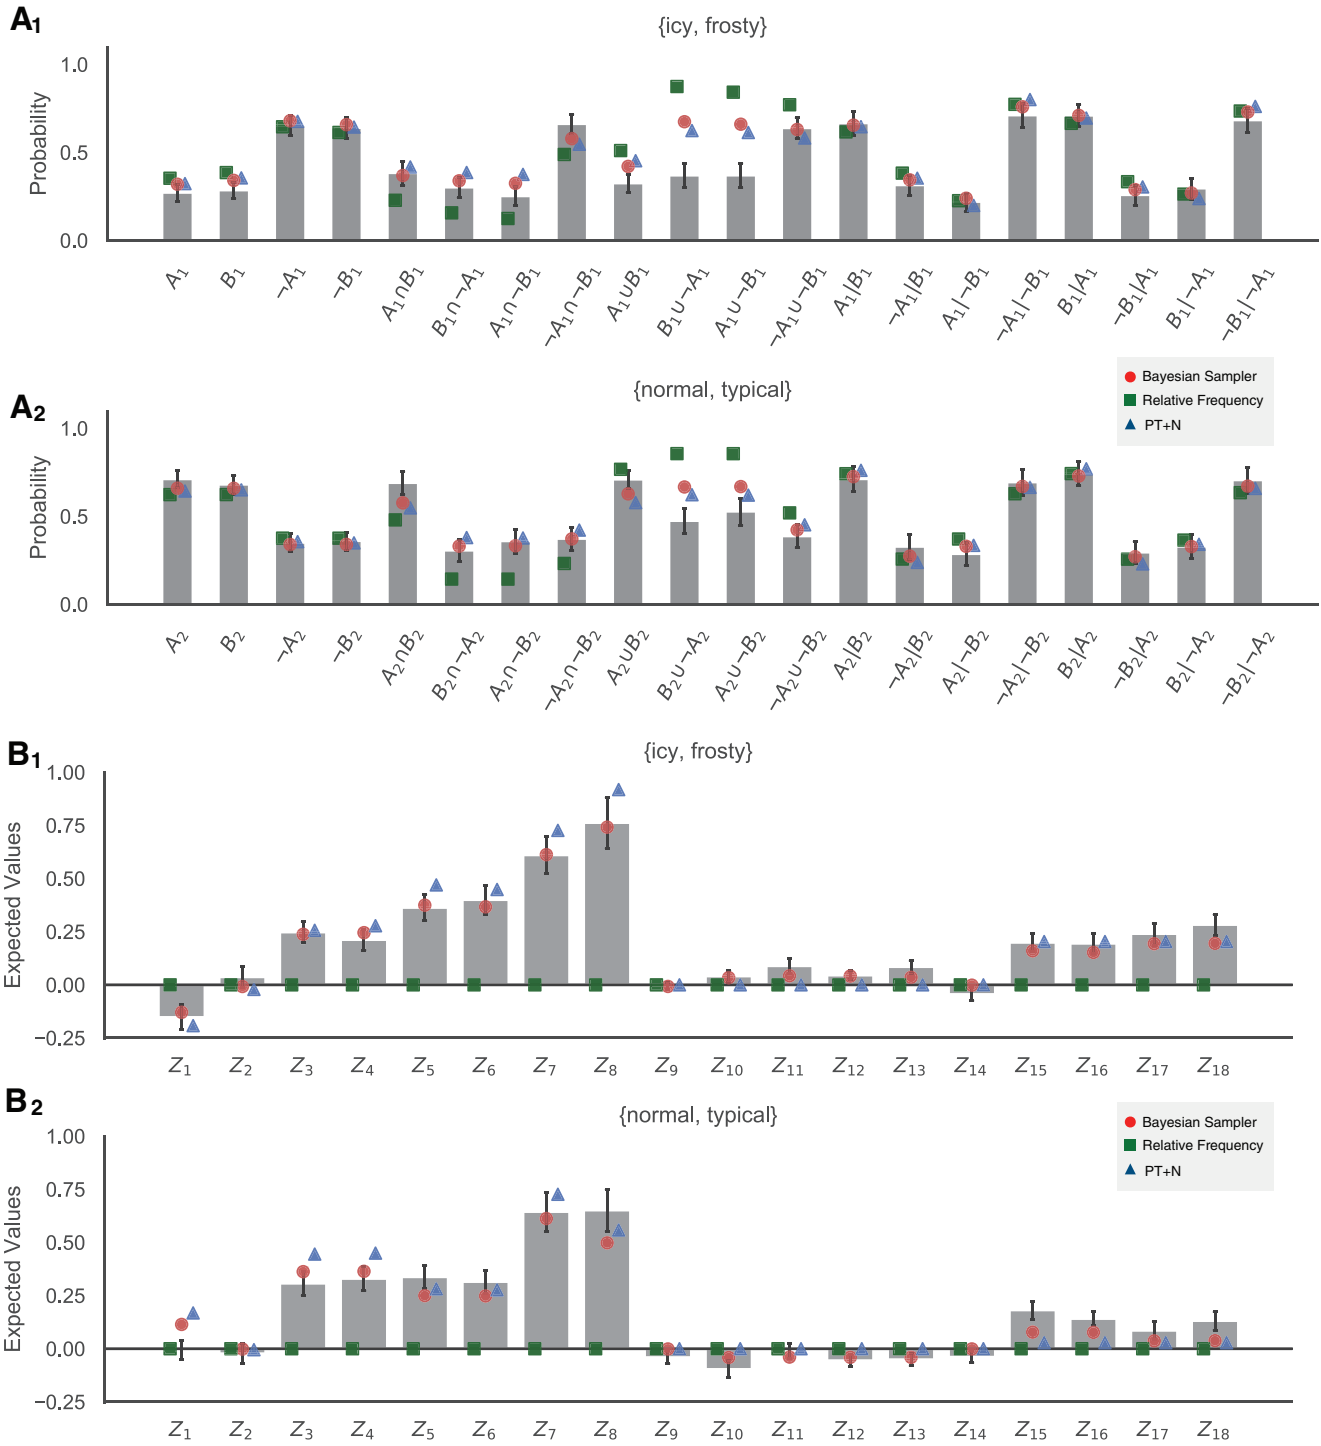 A1
{icy, frosty}
Probability
1.0
0.5
0.0
A₁ B₁ ¬A₁ ¬B₁ A₁∩B₁ B₁∩¬A₁ A₁∩¬B₁ ¬A₁∩¬B₁ A₁∪B₁ B₁∪¬A₁ A₁∪¬B₁ ¬A₁∪¬B₁ A₁|B₁ ¬A₁|B₁ A₁|¬B₁ ¬A₁|¬B₁ B₁|A₁ ¬B₁|A₁ B₁|¬A₁ ¬B₁|¬A₁
Bayesian Sampler
Relative Frequency
PT+N
A2
{normal, typical}
Probability
1.0
0.5
0.0
A₂ B₂ ¬A₂ ¬B₂ A₂∩B₂ B₂∩¬A₂ A₂∩¬B₂ ¬A₂∩¬B₂ A₂∪B₂ B₂∪¬A₂ A₂∪¬B₂ ¬A₂∪¬B₂ A₂|B₂ ¬A₂|B₂ A₂|¬B₂ ¬A₂|¬B₂ B₂|A₂ ¬B₂|A₂ B₂|¬A₂ ¬B₂|¬A₂
B1
{icy, frosty}
Expected Values
1.00
0.75
0.50
0.25
0.00
−0.25
Z₁ Z₂ Z₃ Z₄ Z₅ Z₆ Z₇ Z₈ Z₉ Z₁₀ Z₁₁ Z₁₂ Z₁₃ Z₁₄ Z₁₅ Z₁₆ Z₁₇ Z₁₈
B2
{normal, typical}
Bayesian Sampler
Relative Frequency
PT+N
Expected Values
1.00
0.75
0.50
0.25
0.00
−0.25
Z₁ Z₂ Z₃ Z₄ Z₅ Z₆ Z₇ Z₈ Z₉ Z₁₀ Z₁₁ Z₁₂ Z₁₃ Z₁₄ Z₁₅ Z₁₆ Z₁₇ Z₁₈